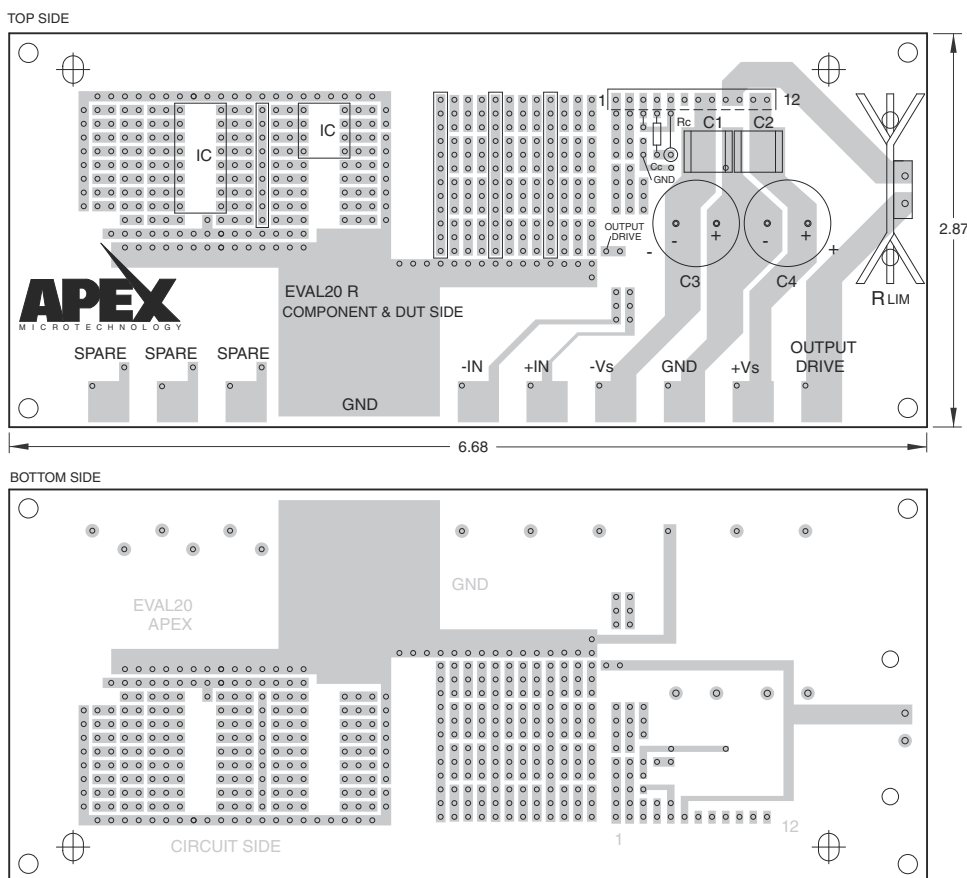 TOP SIDE
1
12
IC
IC
Rc
C1
C2
Cc
GND
OUTPUT
DRIVE
-
+
-
+
-
+
C3
C4
RLIM
2.87
APEX
MICROTECHNOLOGY
EVAL20 R
COMPONENT & DUT SIDE
SPARE
SPARE
SPARE
GND
-IN
+IN
-Vs
GND
+Vs
OUTPUT
DRIVE
6.68
BOTTOM SIDE
EVAL20
APEX
GND
CIRCUIT SIDE
1
12